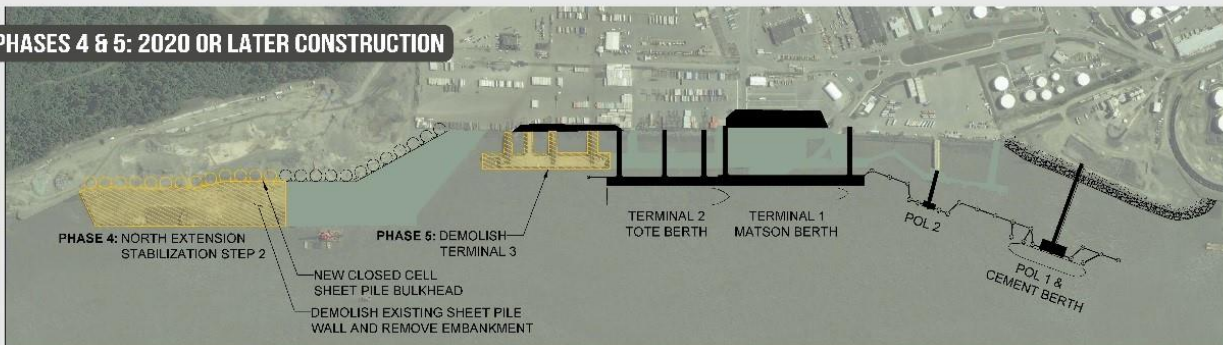 PHASES 4 & 5: 2020 OR LATER CONSTRUCTION
PHASE 4: NORTH EXTENSION
STABILIZATION STEP 2
NEW CLOSED CELL
SHEET PILE BULKHEAD
DEMOLISH EXISTING SHEET PILE
WALL AND REMOVE EMBANKMENT
PHASE 5: DEMOLISH
TERMINAL 3
TERMINAL 2
TOTE BERTH
TERMINAL 1
MATSON BERTH
POL 2
POL 1 &
CEMENT BERTH